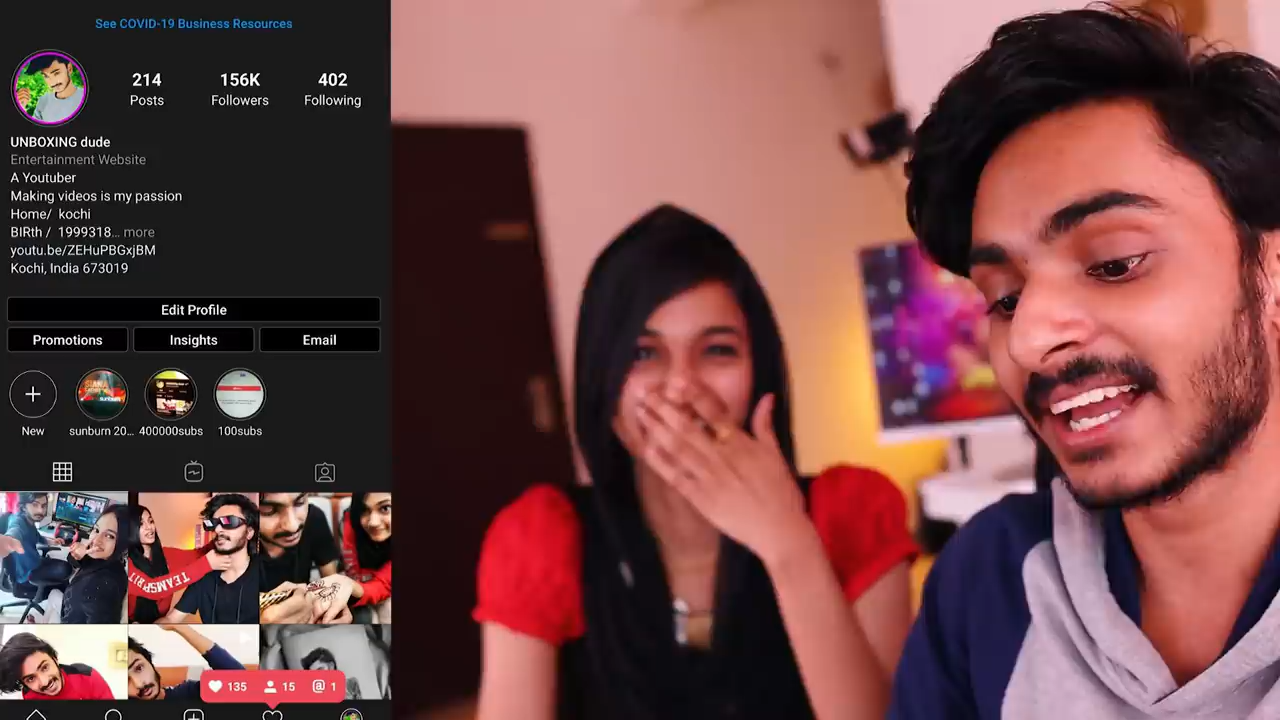 See COVID-19 Business Resources
214
Posts
156K
Followers
402
Following
UNBOXING dude
Entertainment Website
A Youtuber
Making videos is my passion
Home/ kochi
BIRth / 1999318... more
youtu.be/ZEHuPBGxjBM
Kochi, India 673019
Edit Profile
Promotions
Insights
Email
New
sunburn 20...
400000subs
100subs
TEAMSPRIT
135
15
1